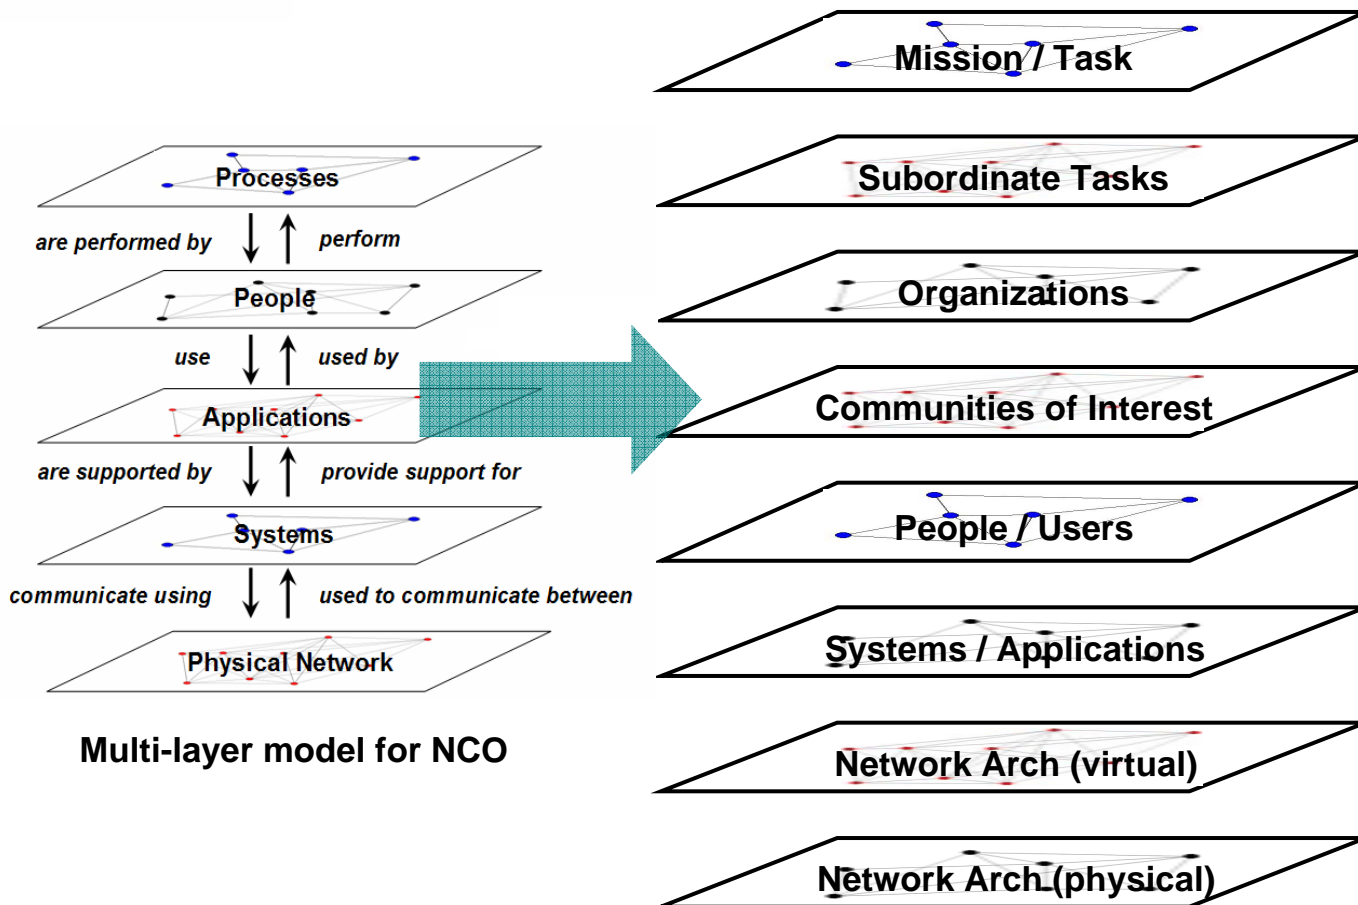 Processes
are performed by
perform
People
use
used by
Applications
are supported by
provide support for
Systems
communicate using
used to communicate between
Physical Network
Multi-layer model for NCO
Mission / Task
Subordinate Tasks
Organizations
Communities of Interest
People / Users
Systems / Applications
Network Arch (virtual)
Network Arch (physical)